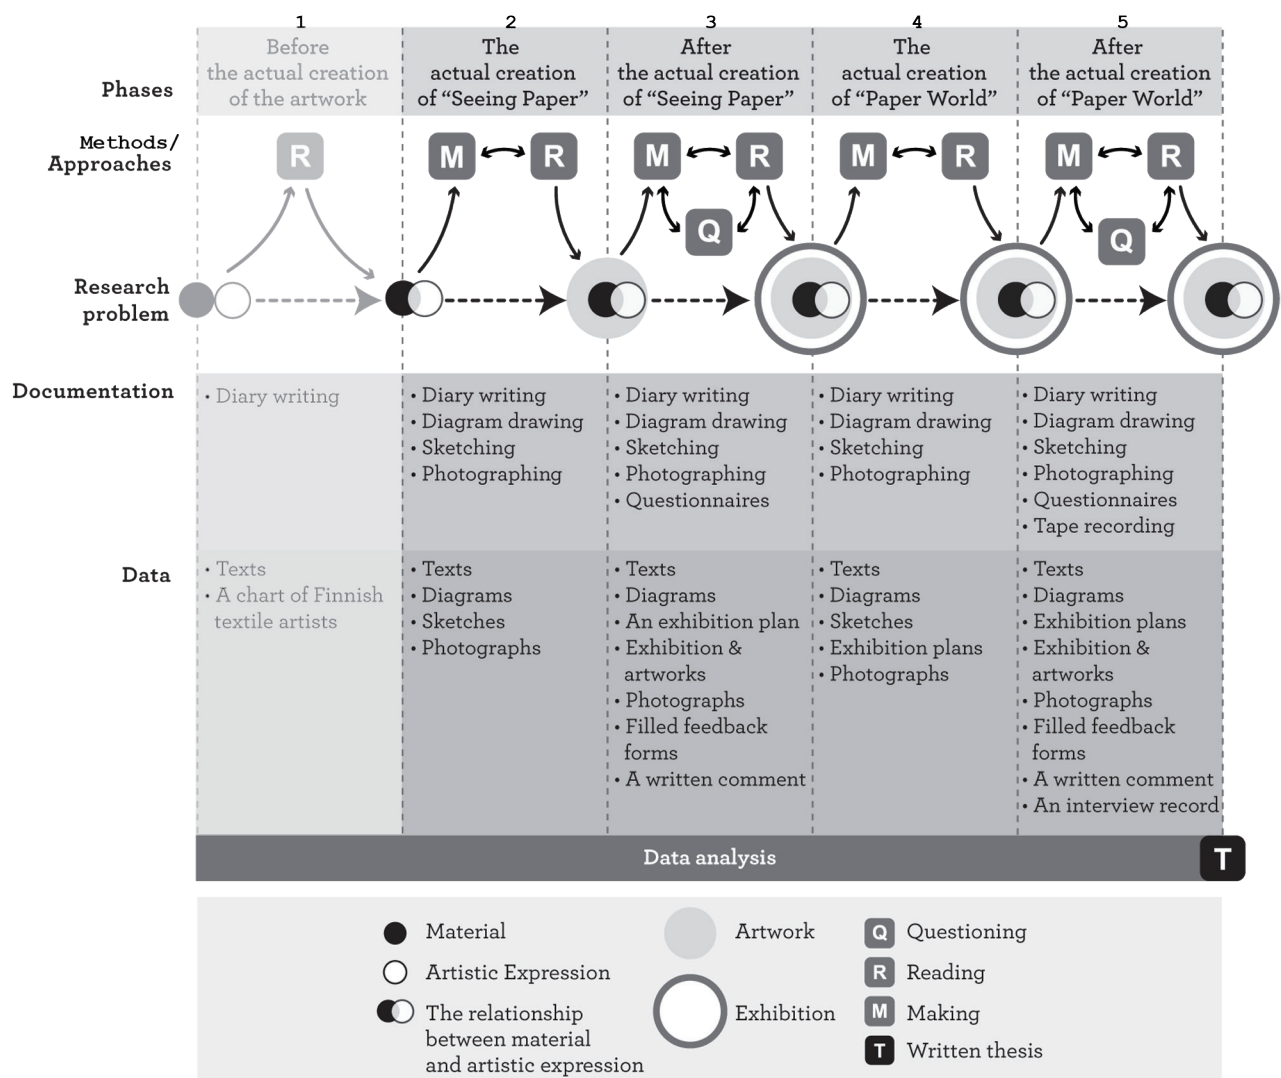 1
2
3
4
5
Phases
Before
the actual creation
of the artwork
The
actual creation
of “Seeing Paper”
After
the actual creation
of “Seeing Paper”
The
actual creation
of “Paper World”
After
the actual creation
of “Paper World”
Methods/
Approaches
R
M
R
M
R
Q
M
R
M
R
Q
Research
problem
Documentation
• Diary writing
• Diary writing
• Diagram drawing
• Sketching
• Photographing
• Diary writing
• Diagram drawing
• Sketching
• Photographing
• Questionnaires
• Diary writing
• Diagram drawing
• Sketching
• Photographing
• Diary writing
• Diagram drawing
• Sketching
• Photographing
• Questionnaires
• Tape recording
Data
• Texts
• A chart of Finnish
textile artists
• Texts
• Diagrams
• Sketches
• Photographs
• Texts
• Diagrams
• An exhibition plan
• Exhibition &
artworks
• Photographs
• Filled feedback
forms
• A written comment
• Texts
• Diagrams
• Sketches
• Exhibition plans
• Photographs
• Texts
• Diagrams
• Exhibition plans
• Exhibition &
artworks
• Photographs
• Filled feedback
forms
• A written comment
• An interview record
Data analysis
T
Material
Artistic Expression
The relationship
between material
and artistic expression
Artwork
Exhibition
Q Questioning
R Reading
M Making
T Written thesis